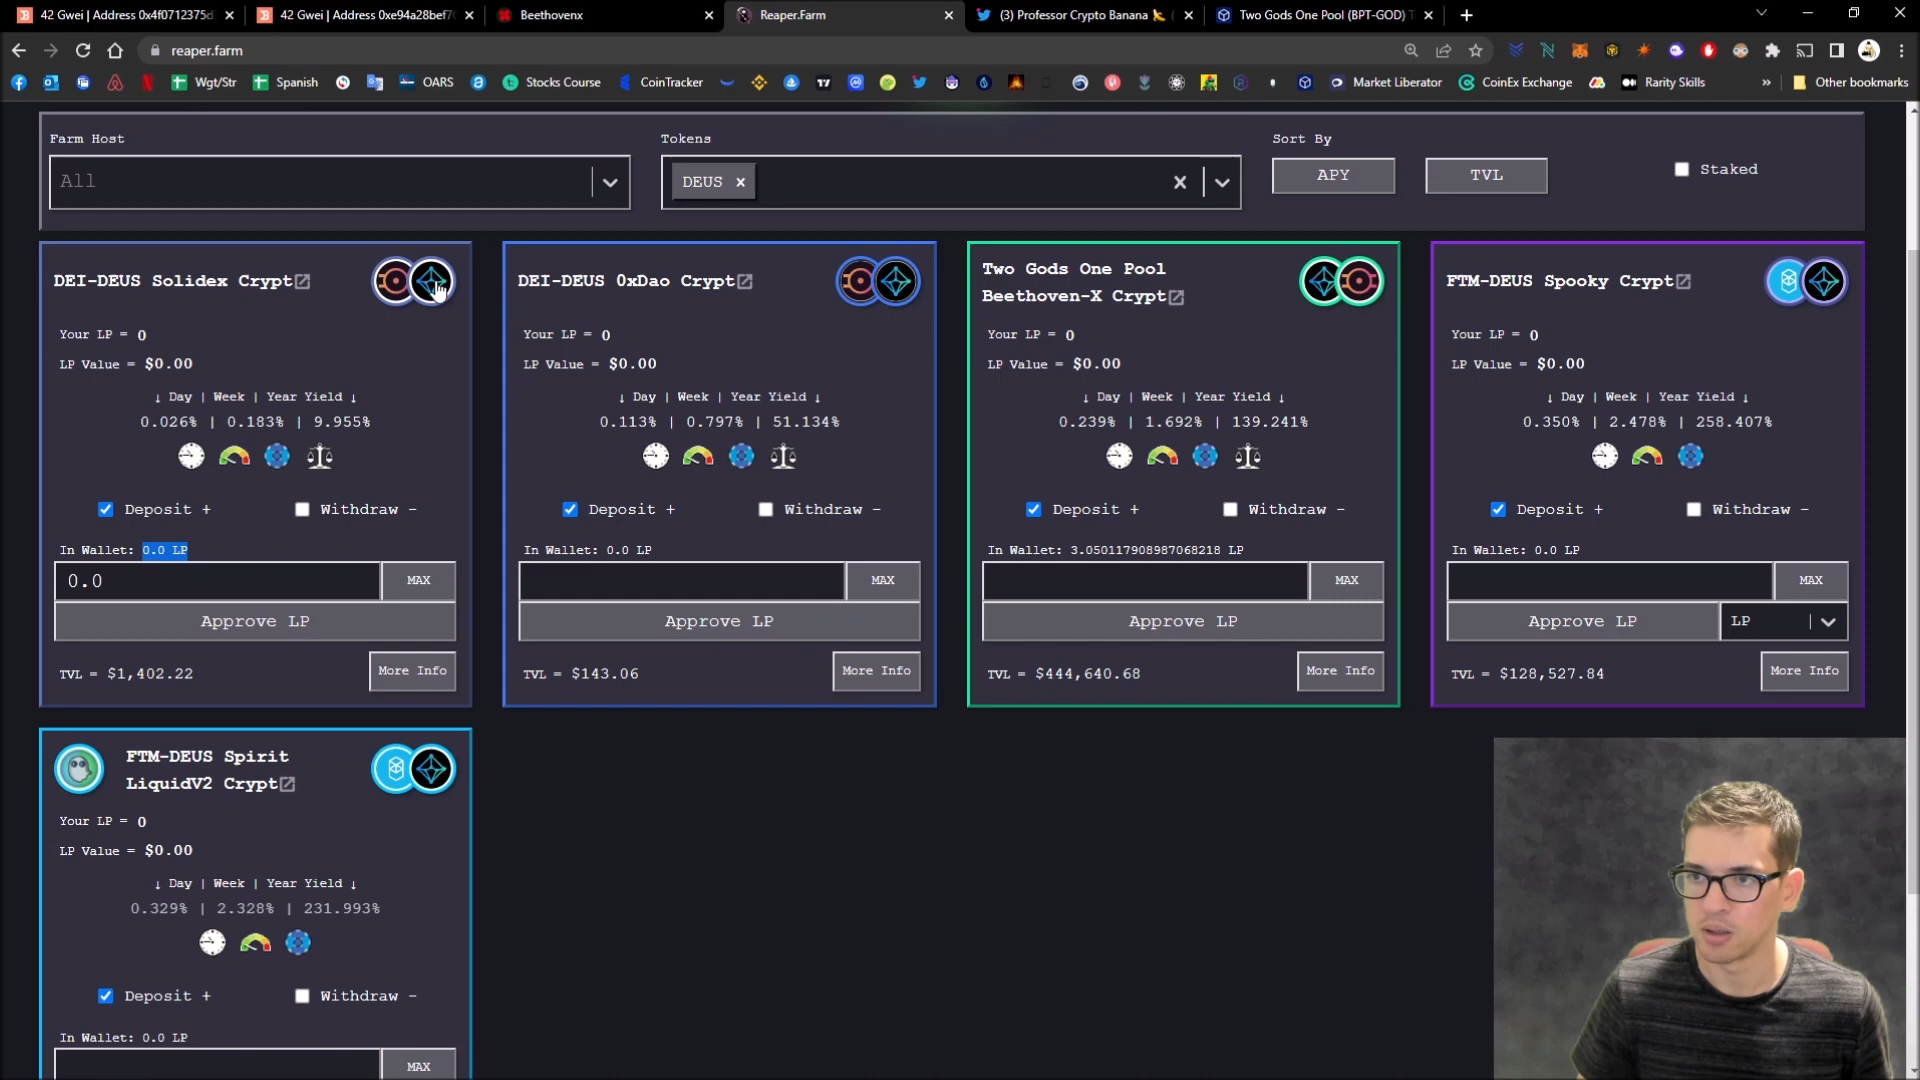 42 Gwei | Address 0x4f0712375d
42 Gwei | Address 0xe94a28bef7
Beethovenx
Reaper.Farm
(3) Professor Crypto Banana
Two Gods One Pool (BPT-GOD) T
reaper.farm
Wgt/Str
Spanish
OARS
Stocks Course
CoinTracker
Market Liberator
CoinEx Exchange
Rarity Skills
Other bookmarks
Farm Host
Tokens
Sort By
All
DEUS
APY
TVL
Staked
DEI-DEUS Solidex Crypt
Your LP = 0
LP Value = $0.00
↓ Day | Week | Year Yield ↓
0.026% | 0.183% | 9.955%
Deposit +
Withdraw -
In Wallet: 0.0 LP
0.0
MAX
Approve LP
TVL = $1,402.22
More Info
DEI-DEUS 0xDao Crypt
Your LP = 0
LP Value = $0.00
↓ Day | Week | Year Yield ↓
0.113% | 0.797% | 51.134%
Deposit +
Withdraw -
In Wallet: 0.0 LP
MAX
Approve LP
TVL = $143.06
More Info
Two Gods One Pool
Beethoven-X Crypt
Your LP = 0
LP Value = $0.00
↓ Day | Week | Year Yield ↓
0.239% | 1.692% | 139.241%
Deposit +
Withdraw -
In Wallet: 3.050117908987068218 LP
MAX
Approve LP
TVL = $444,640.68
More Info
FTM-DEUS Spooky Crypt
Your LP = 0
LP Value = $0.00
↓ Day | Week | Year Yield ↓
0.350% | 2.478% | 258.407%
Deposit +
Withdraw -
In Wallet: 0.0 LP
MAX
Approve LP
LP
TVL = $128,527.84
More Info
FTM-DEUS Spirit
LiquidV2 Crypt
Your LP = 0
LP Value = $0.00
↓ Day | Week | Year Yield ↓
0.329% | 2.328% | 231.993%
Deposit +
Withdraw -
In Wallet: 0.0 LP
MAX